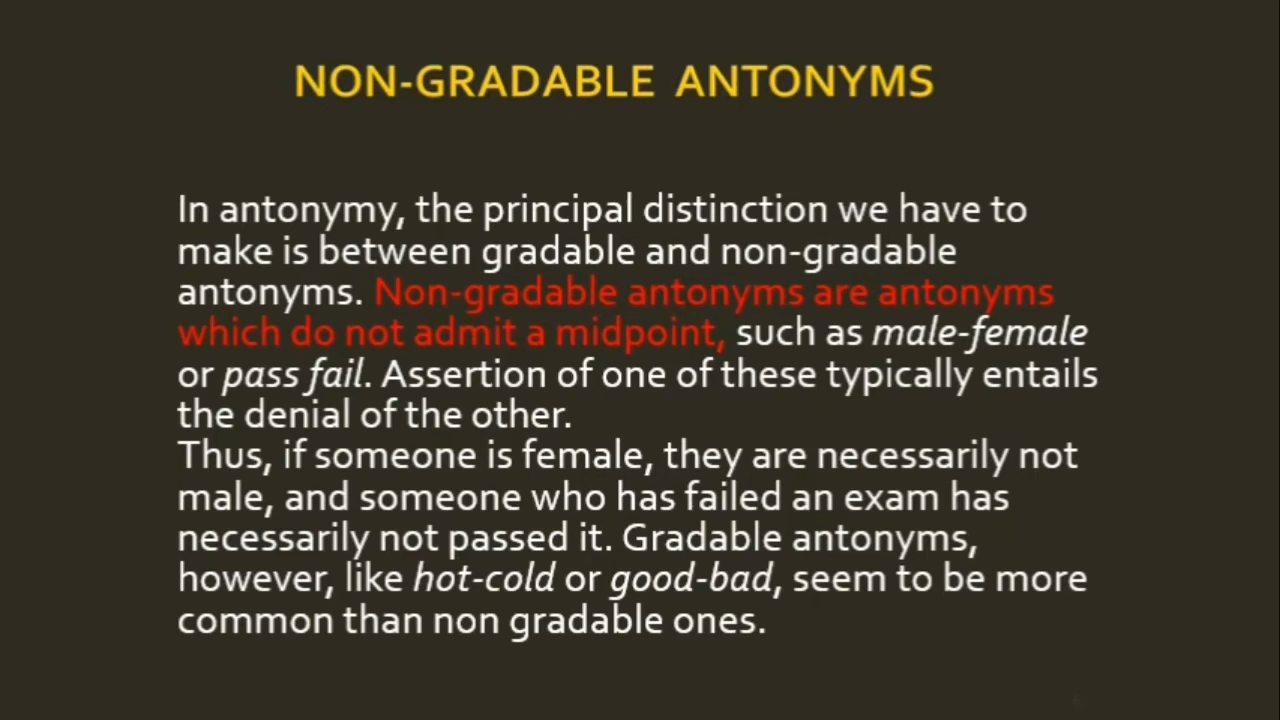 NON-GRADABLE ANTONYMS
In antonymy, the principal distinction we have to
make is between gradable and non-gradable
antonyms. Non-gradable antonyms are antonyms
which do not admit a midpoint, such as male-female
or pass fail. Assertion of one of these typically entails
the denial of the other.
Thus, if someone is female, they are necessarily not
male, and someone who has failed an exam has
necessarily not passed it. Gradable antonyms,
however, like hot-cold or good-bad, seem to be more
common than non gradable ones.